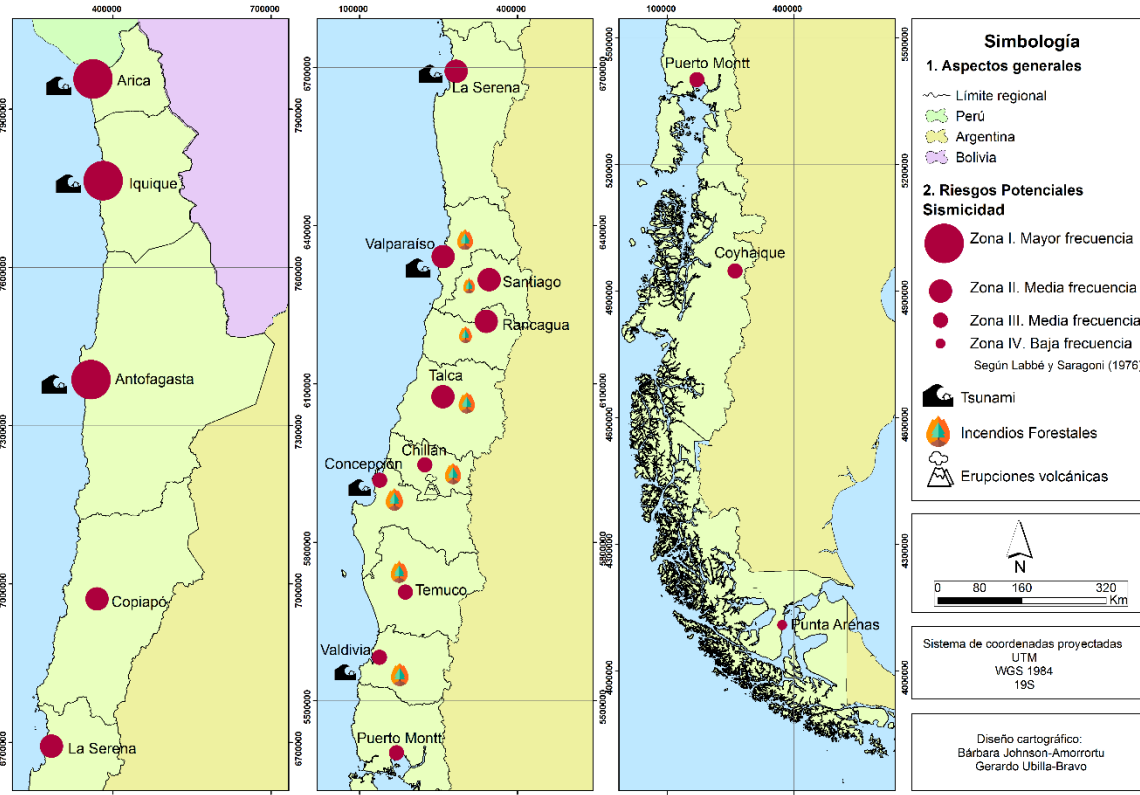 400000
700000
7900000
7600000
7300000
7000000
6700000
Arica
Iquique
Antofagasta
Copiapó
La Serena
100000
400000
6700000
6400000
6100000
5800000
5500000
La Serena
Valparaíso
Santiago
Rancagua
Talca
Chillán
Concepción
Temuco
Valdivia
Puerto Montt
100000
400000
5500000
5200000
4900000
4600000
4300000
4000000
Puerto Montt
Coyhaique
Punta Arenas
Simbología
1. Aspectos generales
Límite regional
Perú
Argentina
Bolivia
2. Riesgos Potenciales
Sismicidad
Zona I. Mayor frecuencia
Zona II. Media frecuencia
Zona III. Media frecuencia
Zona IV. Baja frecuencia
Según Labbé y Saragoni (1976)
Tsunami
Incendios Forestales
Erupciones volcánicas
N
0 80 160 320
Km
Sistema de coordenadas proyectadas
UTM
WGS 1984
19S
Diseño cartográfico:
Bárbara Johnson-Amorrortu
Gerardo Ubilla-Bravo